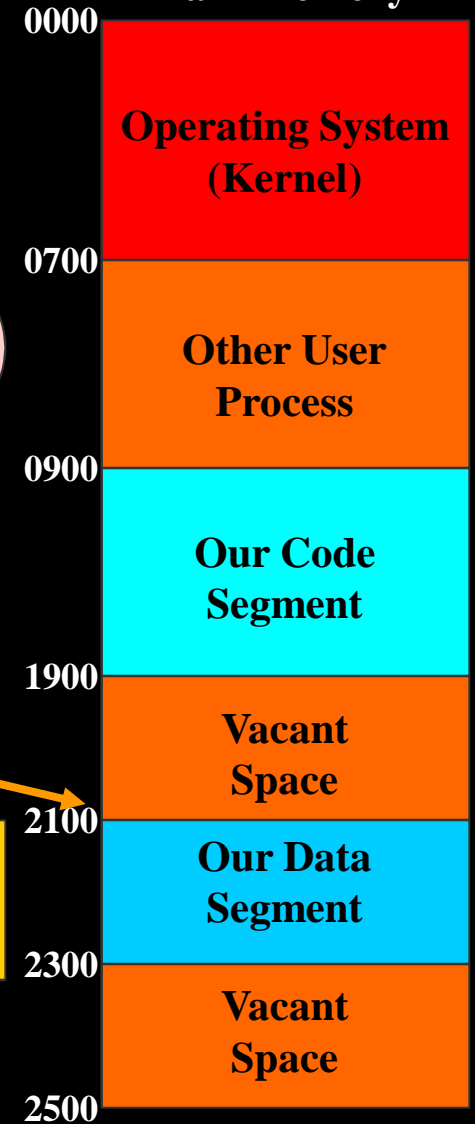 0000
Operating System
(Kernel)
0700
Other User
Process
0900
Our Code
Segment
1900
Vacant
Space
2100
Our Data
Segment
2300
Vacant
Space
2500